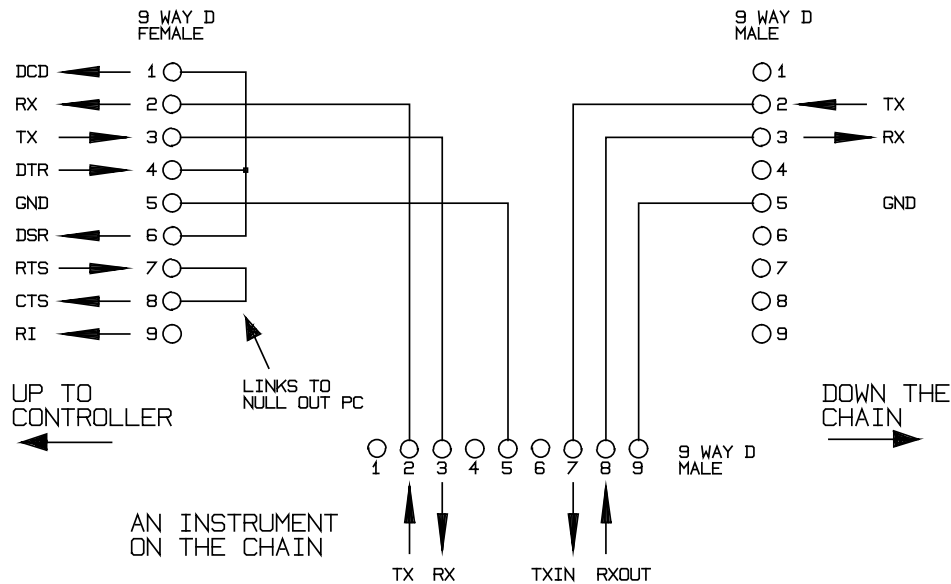 9 WAY D
FEMALE
9 WAY D
MALE
DCD 1
1
RX 2
2 TX
TX 3
3 RX
DTR 4
4
GND 5
5 GND
DSR 6
6
RTS 7
7
CTS 8
8
RI 9
9
LINKS TO
NULL OUT PC
UP TO
CONTROLLER
DOWN THE
CHAIN
1 2 3 4 5 6 7 8 9
9 WAY D
MALE
AN INSTRUMENT
ON THE CHAIN
TX RX TXIN RXOUT